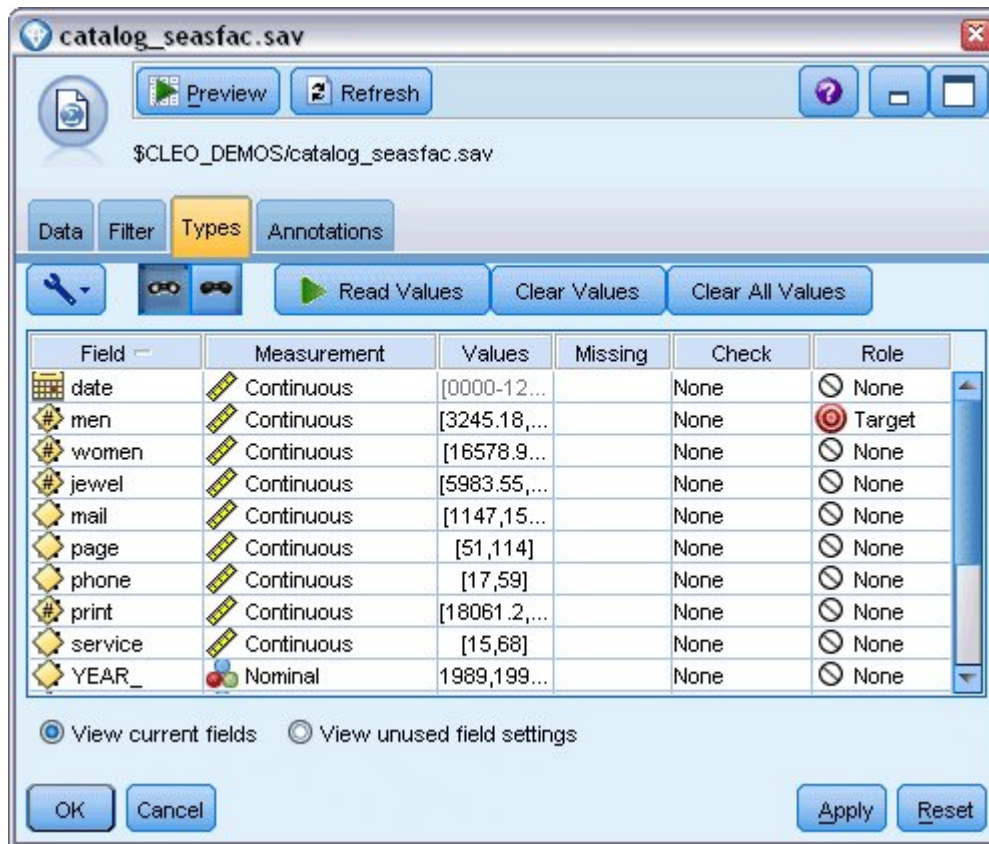 catalog_seasfac.sav
Preview Refresh
$CLEO_DEMOS/catalog_seasfac.sav
Data Filter Types Annotations
Read Values Clear Values Clear All Values
Field Measurement Values Missing Check Role
date Continuous [0000-12... None None
men Continuous [3245.18,... None Target
women Continuous [16578.9... None None
jewel Continuous [5983.55,... None None
mail Continuous [1147,15... None None
page Continuous [51,114] None None
phone Continuous [17,59] None None
print Continuous [18061.2,... None None
service Continuous [15,68] None None
YEAR_ Nominal 1989,199... None None
View current fields View unused field settings
OK Cancel Apply Reset